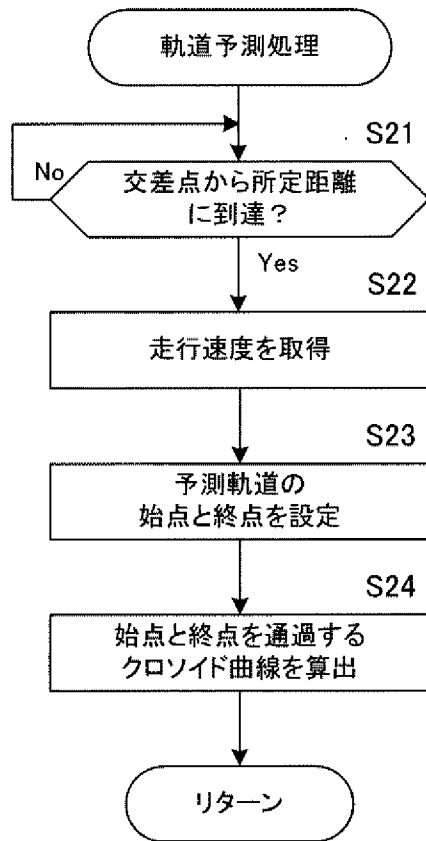 軌道予測処理
S21
No
交差点から所定距離
に到達?
Yes
S22
走行速度を取得
S23
予測軌道の
始点と終点を設定
S24
始点と終点を通過する
クロソイド曲線を算出
リターン